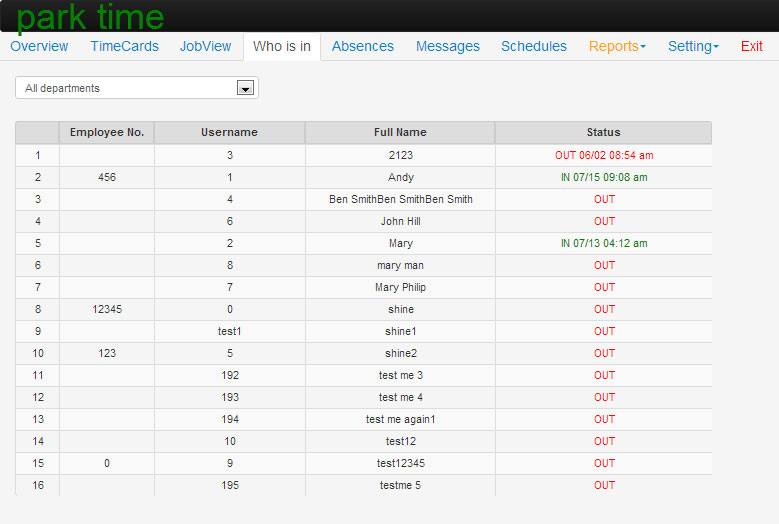 park time
Overview TimeCards JobView Who is in Absences Messages Schedules Reports Setting Exit
All departments
Employee No. Username Full Name Status
1 3 2123 OUT 06/02 08:54 am
2 456 1 Andy IN 07/15 09:08 am
3 4 Ben SmithBen SmithBen Smith OUT
4 6 John Hill OUT
5 2 Mary IN 07/13 04:12 am
6 8 mary man OUT
7 7 Mary Philip OUT
8 12345 0 shine OUT
9 test1 shine1 OUT
10 123 5 shine2 OUT
11 192 test me 3 OUT
12 193 test me 4 OUT
13 194 test me again1 OUT
14 10 test12 OUT
15 0 9 test12345 OUT
16 195 testme 5 OUT